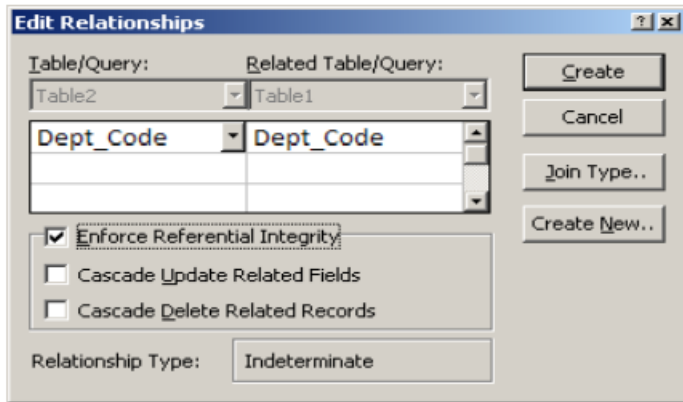 Edit Relationships
Table/Query: Related Table/Query:
Table2 Table1
Dept_Code Dept_Code
Enforce Referential Integrity
Cascade Update Related Fields
Cascade Delete Related Records
Relationship Type: Indeterminate
Create
Cancel
Join Type..
Create New..